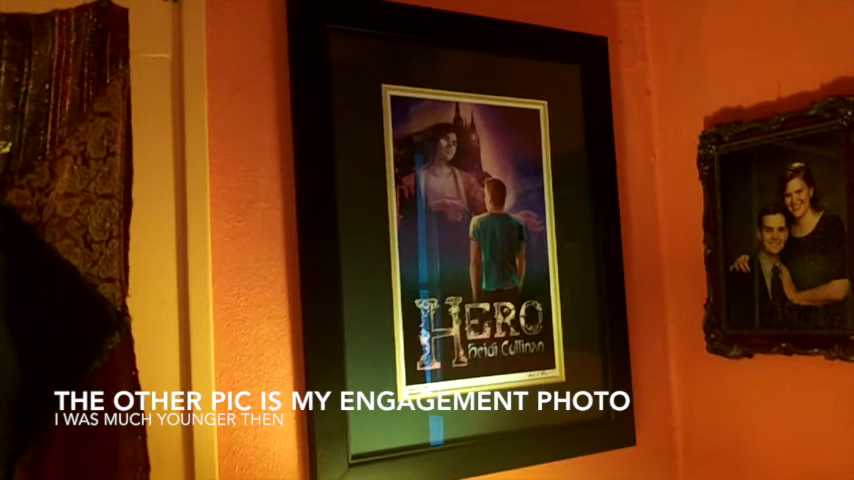 HERO
Heidi Cullinan
THE OTHER PIC IS MY ENGAGEMENT PHOTO
I WAS MUCH YOUNGER THEN